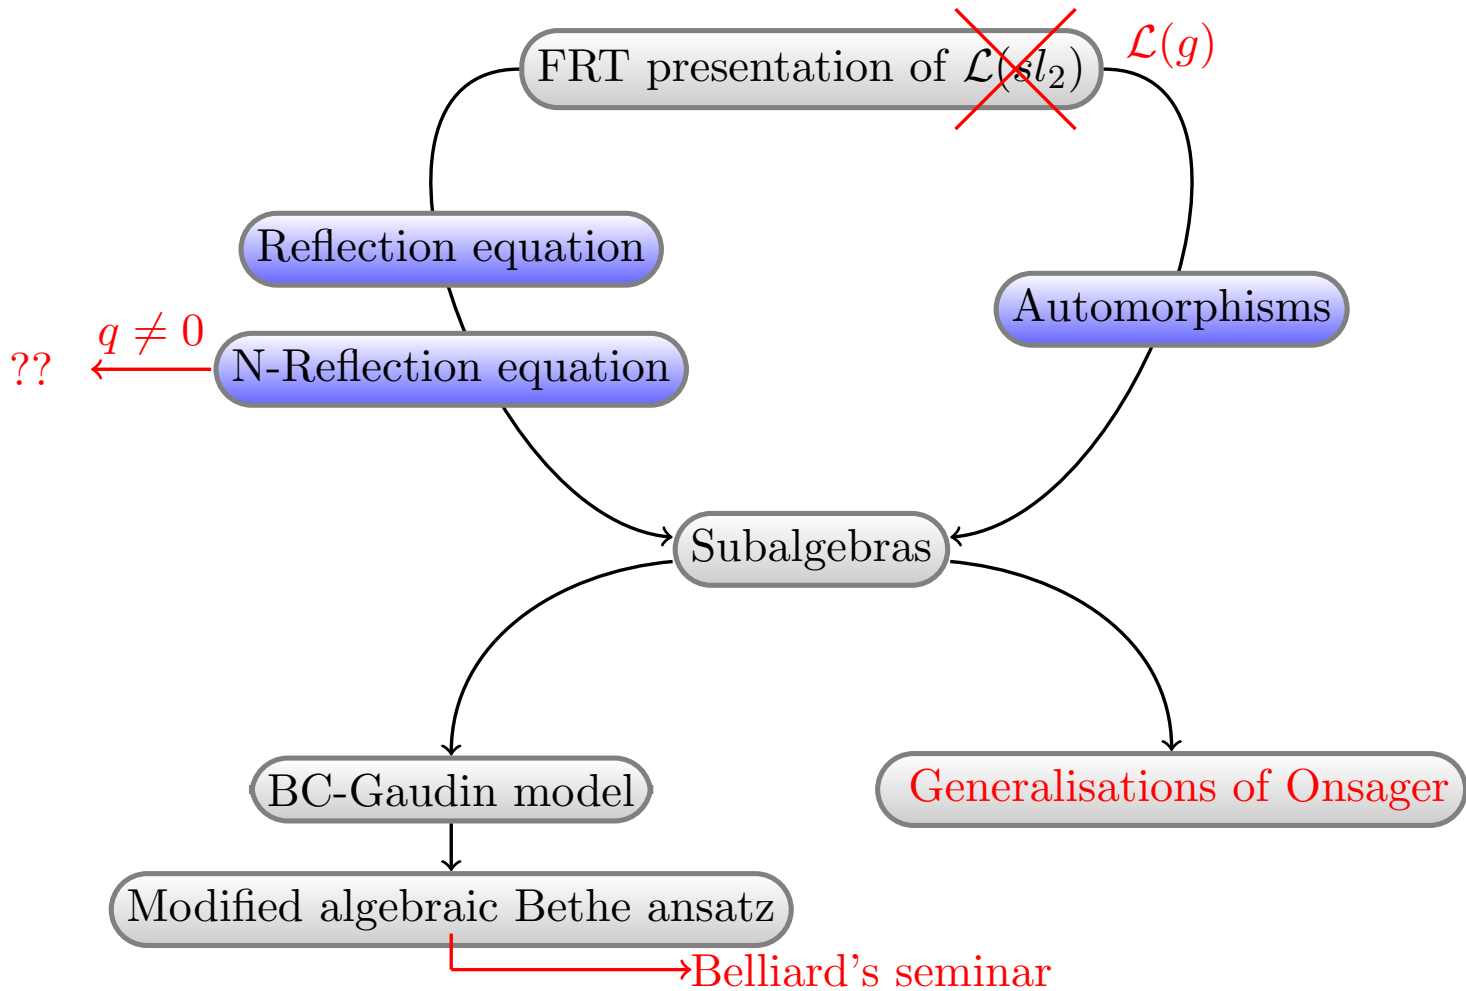 FRT presentation of 𝓛(sl₂)
𝓛(g)
Reflection equation
Automorphisms
q ≠ 0
??
N-Reflection equation
Subalgebras
BC-Gaudin model
Generalisations of Onsager
Modified algebraic Bethe ansatz
Belliard's seminar